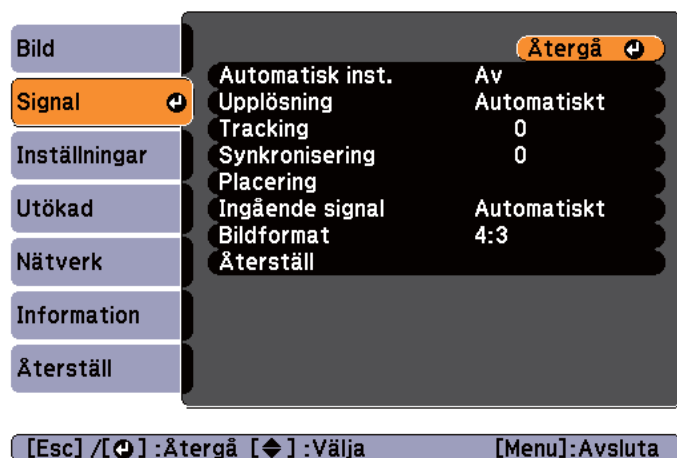 Bild
Signal
Inställningar
Utökad
Nätverk
Information
Återställ
Återgå
Automatisk inst. Av
Upplösning Automatiskt
Tracking 0
Synkronisering 0
Placering
Ingående signal Automatiskt
Bildformat 4:3
Återställ
[Esc] /[⏎] :Återgå [◆] :Välja [Menu]:Avsluta